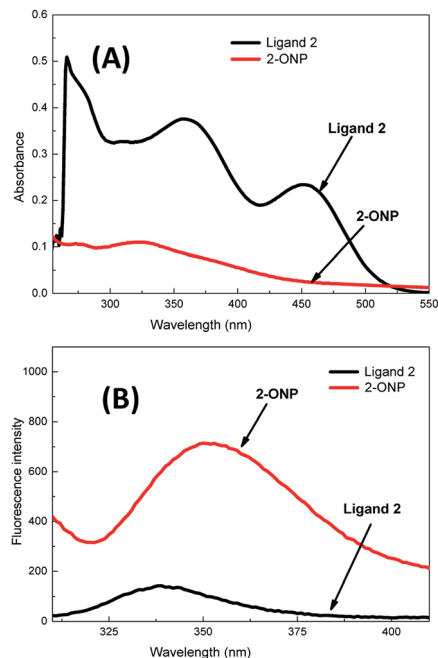 (A)
Ligand 2
2-ONP
Ligand 2
2-ONP
Absorbance
0.6
0.5
0.4
0.3
0.2
0.1
0.0
300 350 400 450 500 550
Wavelength (nm)
(B)
Ligand 2
2-ONP
2-ONP
Ligand 2
Fluorescence intensity
1000
800
600
400
200
0
325 350 375 400
Wavelength (nm)